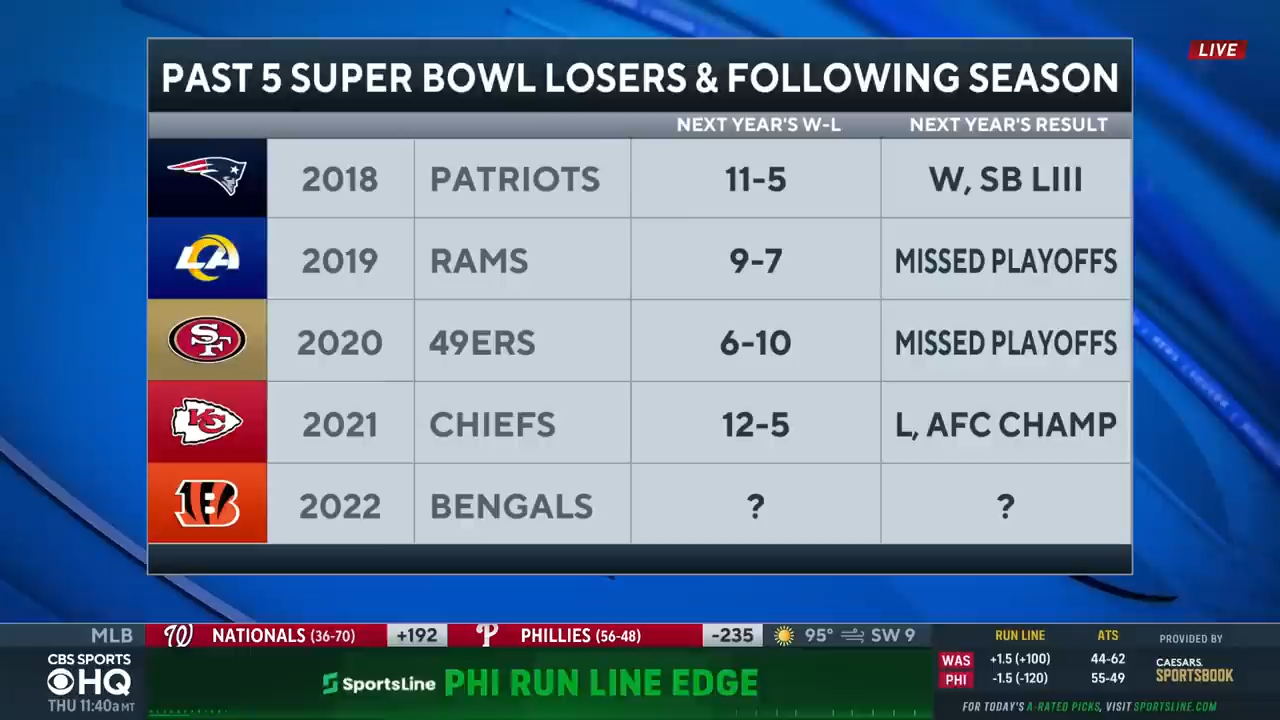 LIVE
PAST 5 SUPER BOWL LOSERS & FOLLOWING SEASON
NEXT YEAR'S W-L NEXT YEAR'S RESULT
2018 PATRIOTS 11-5 W, SB LIII
LA 2019 RAMS 9-7 MISSED PLAYOFFS
SF 2020 49ERS 6-10 MISSED PLAYOFFS
KC 2021 CHIEFS 12-5 L, AFC CHAMP
B 2022 BENGALS ? ?
MLB W NATIONALS (36-70) +192 P PHILLIES (56-48) -235 95° SW 9
RUN LINE ATS PROVIDED BY
CBS SPORTS
HQ
THU 11:40a MT
SportsLine PHI RUN LINE EDGE
WAS +1.5 (+100) 44-62
PHI -1.5 (-120) 55-49
CAESARS
SPORTSBOOK
FOR TODAY'S A-RATED PICKS, VISIT SPORTSLINE.COM